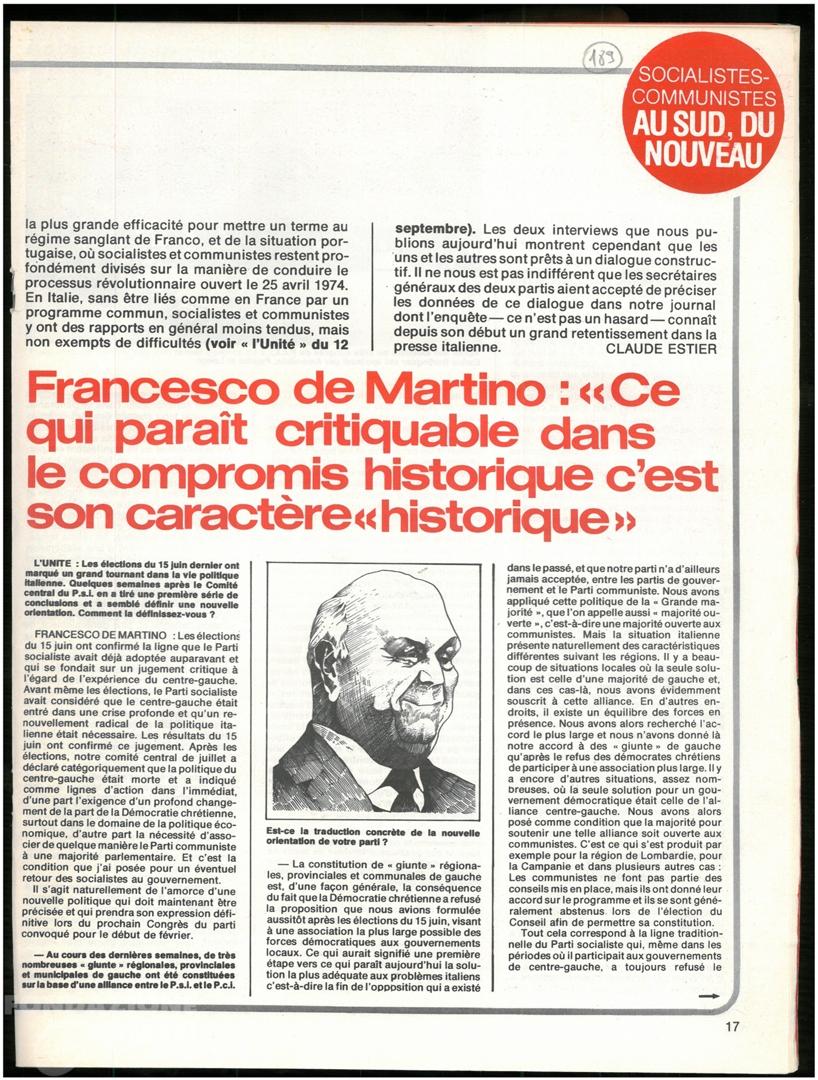 189
SOCIALISTES-
COMMUNISTES
AU SUD, DU
NOUVEAU
la plus grande efficacité pour mettre un terme au
régime sanglant de Franco, et de la situation por-
tugaise, où socialistes et communistes restent pro-
fondément divisés sur la manière de conduire le
processus révolutionnaire ouvert le 25 avril 1974.
En Italie, sans être liés comme en France par un
programme commun, socialistes et communistes
y ont des rapports en général moins tendus, mais
non exempts de difficultés (voir « l'Unité » du 12
septembre). Les deux interviews que nous pu-
blions aujourd'hui montrent cependant que les
uns et les autres sont prêts à un dialogue construc-
tif. Il ne nous est pas indifférent que les secrétaires
généraux des deux partis aient accepté de préciser
les données de ce dialogue dans notre journal
dont l'enquête — ce n'est pas un hasard — connaît
depuis son début un grand retentissement dans la
presse italienne. CLAUDE ESTIER
Francesco de Martino : «Ce
qui paraît critiquable dans
le compromis historique c'est
son caractère «historique»
L'UNITE : Les élections du 15 juin dernier ont
marqué un grand tournant dans la vie politique
italienne. Quelques semaines après le Comité
central du P.s.i. en a tiré une première série de
conclusions et a semblé définir une nouvelle
orientation. Comment la définissez-vous ?
FRANCESCO DE MARTINO : Les élections
du 15 juin ont confirmé la ligne que le Parti
socialiste avait déjà adoptée auparavant et
qui se fondait sur un jugement critique à
l'égard de l'expérience du centre-gauche.
Avant même les élections, le Parti socialiste
avait considéré que le centre-gauche était
entré dans une crise profonde et qu'un re-
nouvellement radical de la politique ita-
lienne était nécessaire. Les résultats du 15
juin ont confirmé ce jugement. Après les
élections, notre comité central de juillet a
déclaré catégoriquement que la politique du
centre-gauche était morte et a indiqué
comme lignes d'action dans l'immédiat,
d'une part l'exigence d'un profond change-
ment de la part de la Démocratie chrétienne,
surtout dans le domaine de la politique éco-
nomique, d'autre part la nécessité d'asso-
cier de quelque manière le Parti communiste
à une majorité parlementaire. Et c'est la
condition que j'ai posée pour un éventuel
retour des socialistes au gouvernement.
Il s'agit naturellement de l'amorce d'une
nouvelle politique qui doit maintenant être
précisée et qui prendra son expression défi-
nitive lors du prochain Congrès du parti
convoqué pour le début de février.
— Au cours des dernières semaines, de très
nombreuses « giunte » régionales, provinciales
et municipales de gauche ont été constituées
sur la base d'une alliance entre le P.s.i. et le P.c.i.
Est-ce la traduction concrète de la nouvelle
orientation de votre parti ?
— La constitution de « giunte » régiona-
les, provinciales et communales de gauche
est, d'une façon générale, la conséquence
du fait que la Démocratie chrétienne a refusé
la proposition que nous avions formulée
aussitôt après les élections du 15 juin, visant
à une association la plus large possible des
forces démocratiques aux gouvernements
locaux. Ce qui aurait signifié une première
étape vers ce qui paraît aujourd'hui la solu-
tion la plus adéquate aux problèmes italiens
c'est-à-dire la fin de l'opposition qui a existé
dans le passé, et que notre parti n'a d'ailleurs
jamais acceptée, entre les partis de gouver-
nement et le Parti communiste. Nous avons
appliqué cette politique de la « Grande ma-
jorité », que l'on appelle aussi « majorité ou-
verte », c'est-à-dire une majorité ouverte aux
communistes. Mais la situation italienne
présente naturellement des caractéristiques
différentes suivant les régions. Il y a beau-
coup de situations locales où la seule solu-
tion est celle d'une majorité de gauche et,
dans ces cas-là, nous avons évidemment
souscrit à cette alliance. En d'autres en-
droits, il existe un équilibre des forces en
présence. Nous avons alors recherché l'ac-
cord le plus large et nous n'avons donné là
notre accord à des « giunte » de gauche
qu'après le refus des démocrates chrétiens
de participer à une association plus large. Il y
a encore d'autres situations, assez nom-
breuses, où la seule solution pour un gou-
vernement démocratique était celle de l'al-
liance centre-gauche. Nous avons alors
posé comme condition que la majorité pour
soutenir une telle alliance soit ouverte aux
communistes. C'est ce qui s'est produit par
exemple pour la région de Lombardie, pour
la Campanie et dans plusieurs autres cas :
Les communistes ne font pas partie des
conseils mis en place, mais ils ont donné leur
accord sur le programme et ils se sont géné-
ralement abstenus lors de l'élection du
Conseil afin de permettre sa constitution.
Tout cela correspond à la ligne tradition-
nelle du Parti socialiste qui, même dans les
périodes où il participait aux gouvernements
de centre-gauche, a toujours refusé le
17
FONDAZIONE